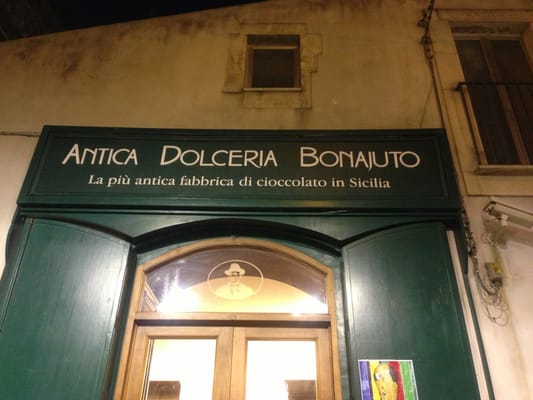 Antica Dolceria Bonajuto
La più antica fabbrica di cioccolato in Sicilia